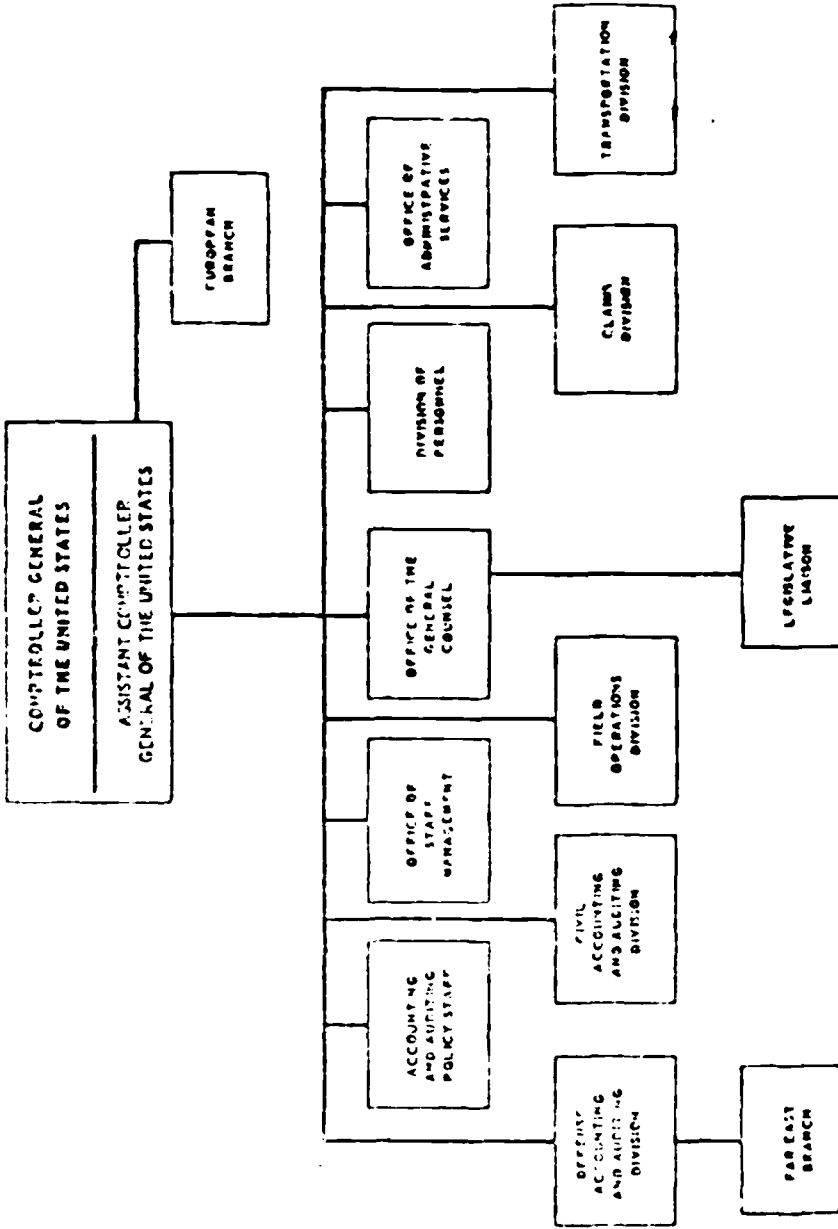 COMPTROLLER GENERAL
OF THE UNITED STATES
ASSISTANT COMPTROLLER
GENERAL OF THE UNITED STATES
EUROPEAN
BRANCH
ACCOUNTING
AND AUDITING
POLICY STAFF
OFFICE OF
STAFF
MANAGEMENT
OFFICE OF THE
GENERAL
COUNSEL
DIVISION OF
PERSONNEL
OFFICE OF
ADMINISTRATIVE
SERVICES
DEFENSE
ACCOUNTING
AND AUDITING
DIVISION
CIVIL
ACCOUNTING
AND AUDITING
DIVISION
FIELD
OPERATIONS
DIVISION
CLAIMS
DIVISION
TRANSPORTATION
DIVISION
FAR EAST
BRANCH
LEGISLATIVE
LIAISON